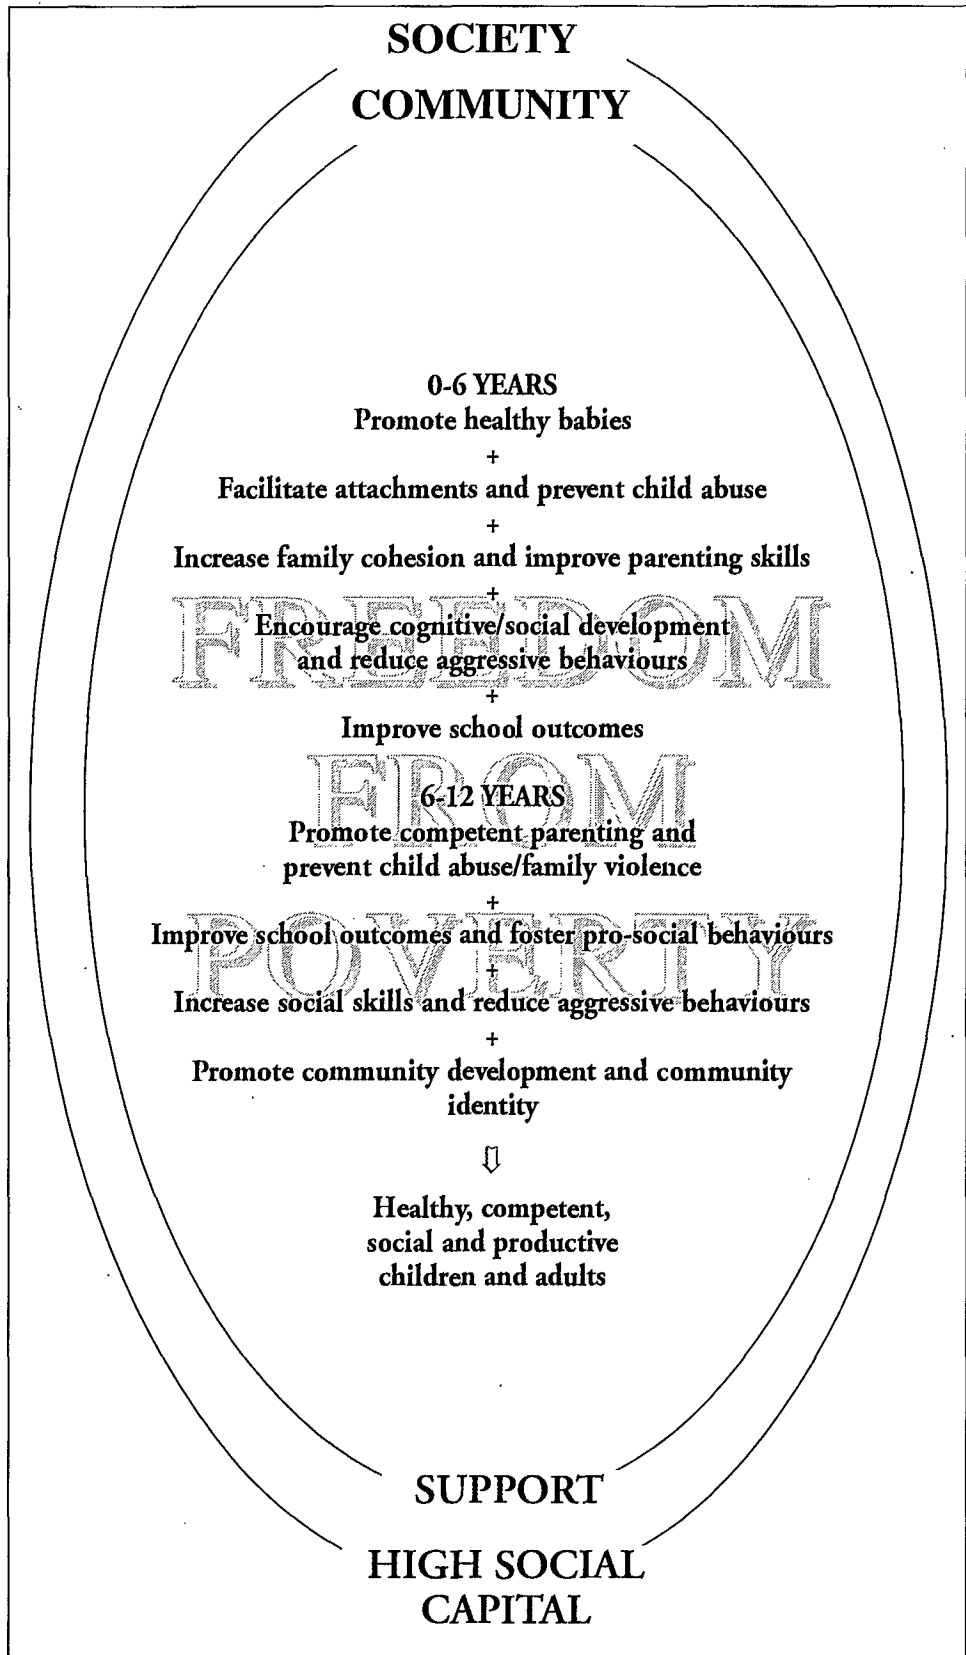 SOCIETY
COMMUNITY
0-6 YEARS
Promote healthy babies
+
Facilitate attachments and prevent child abuse
+
Increase family cohesion and improve parenting skills
+
FREEDOM
Encourage cognitive/social development
and reduce aggressive behaviours
+
Improve school outcomes
FROM
6-12 YEARS
Promote competent parenting and
prevent child abuse/family violence
+
POVERTY
Improve school outcomes and foster pro-social behaviours
+
Increase social skills and reduce aggressive behaviours
+
Promote community development and community
identity
Healthy, competent,
social and productive
children and adults
SUPPORT
HIGH SOCIAL
CAPITAL